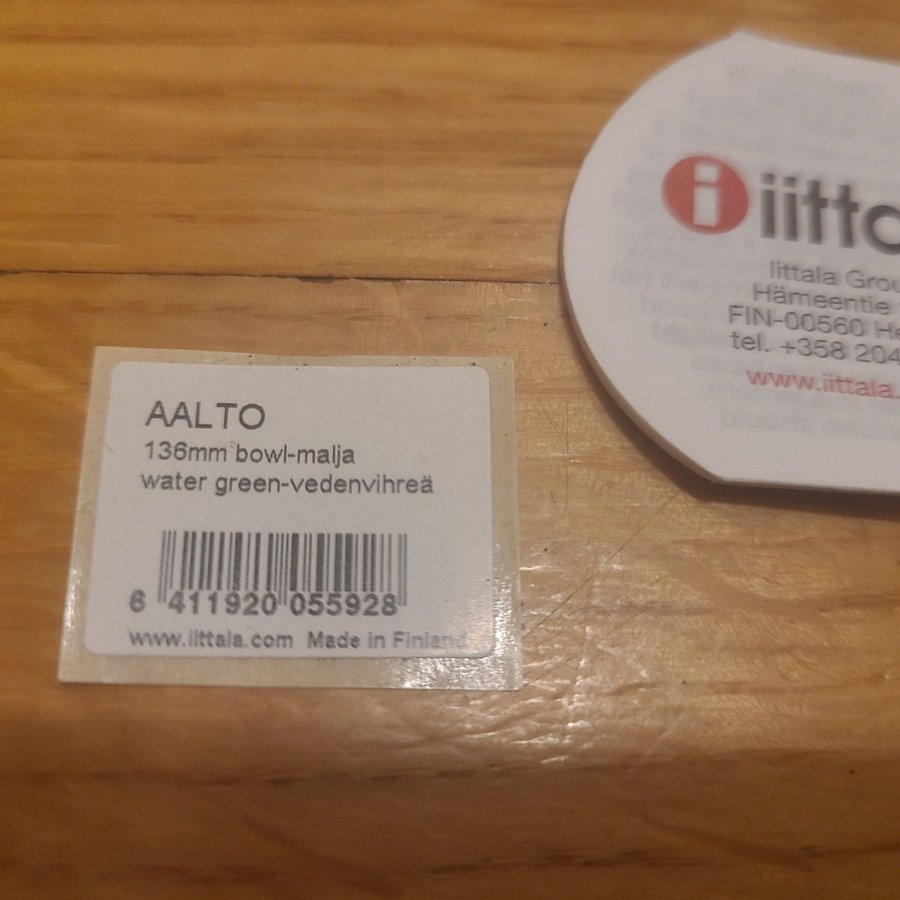 AALTO
136mm bowl-malja
water green-vedenvihreä
6 411920 055928
www.iittala.com Made in Finland
i iitta
Iittala Grou
Hämeentie
FIN-00560 He
tel. +358 204
www.iittala.